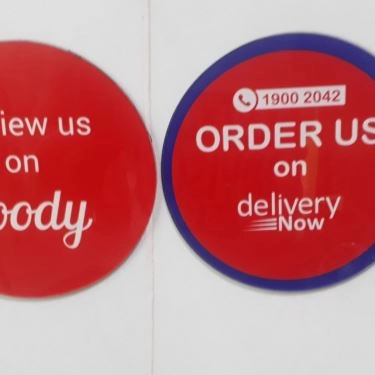 iew us
on
oody
1900 2042
ORDER US
on
delivery
Now